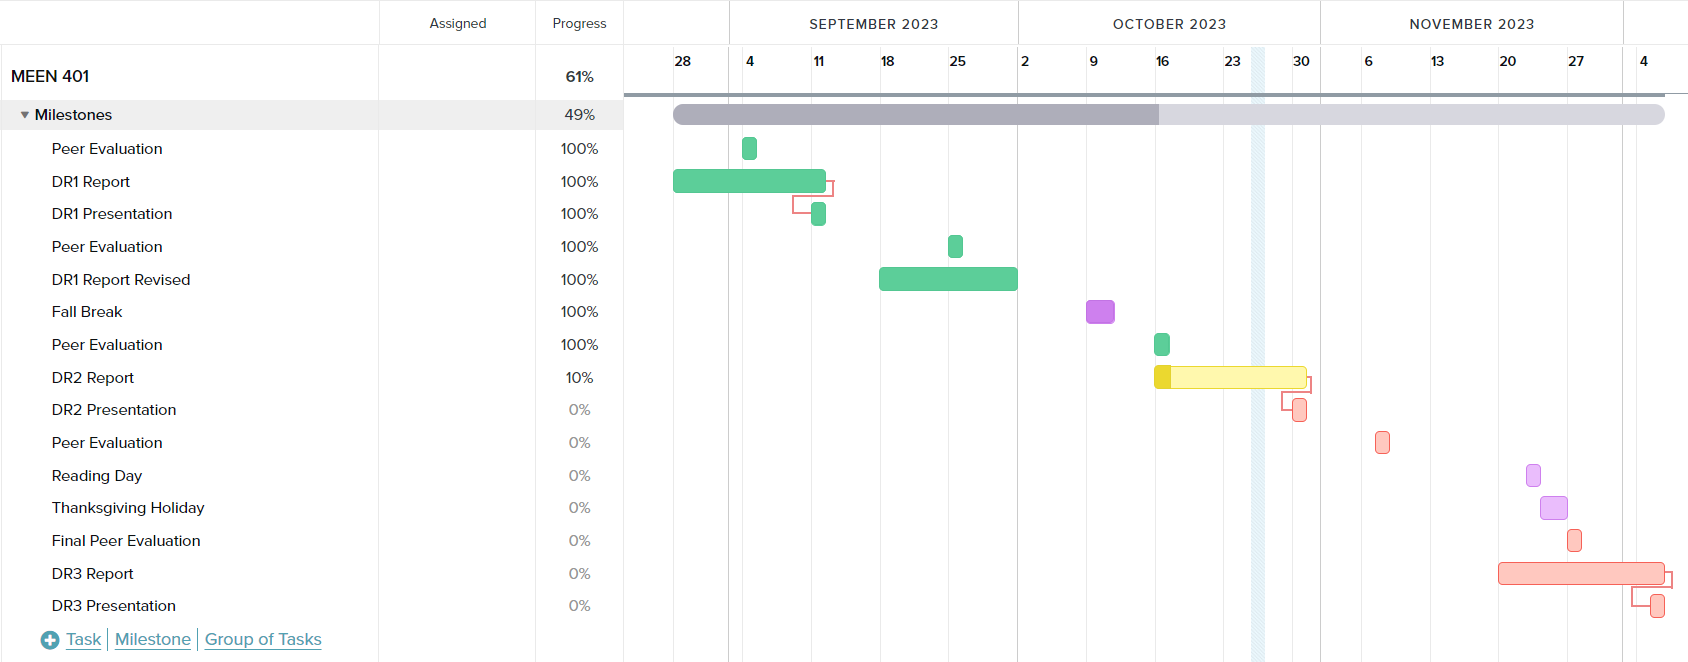 Assigned Progress SEPTEMBER 2023 OCTOBER 2023 NOVEMBER 2023
28 4 11 18 25 2 9 16 23 30 6 13 20 27 4
MEEN 401 61%
Milestones 49%
Peer Evaluation 100%
DR1 Report 100%
DR1 Presentation 100%
Peer Evaluation 100%
DR1 Report Revised 100%
Fall Break 100%
Peer Evaluation 100%
DR2 Report 10%
DR2 Presentation 0%
Peer Evaluation 0%
Reading Day 0%
Thanksgiving Holiday 0%
Final Peer Evaluation 0%
DR3 Report 0%
DR3 Presentation 0%
Task Milestone Group of Tasks